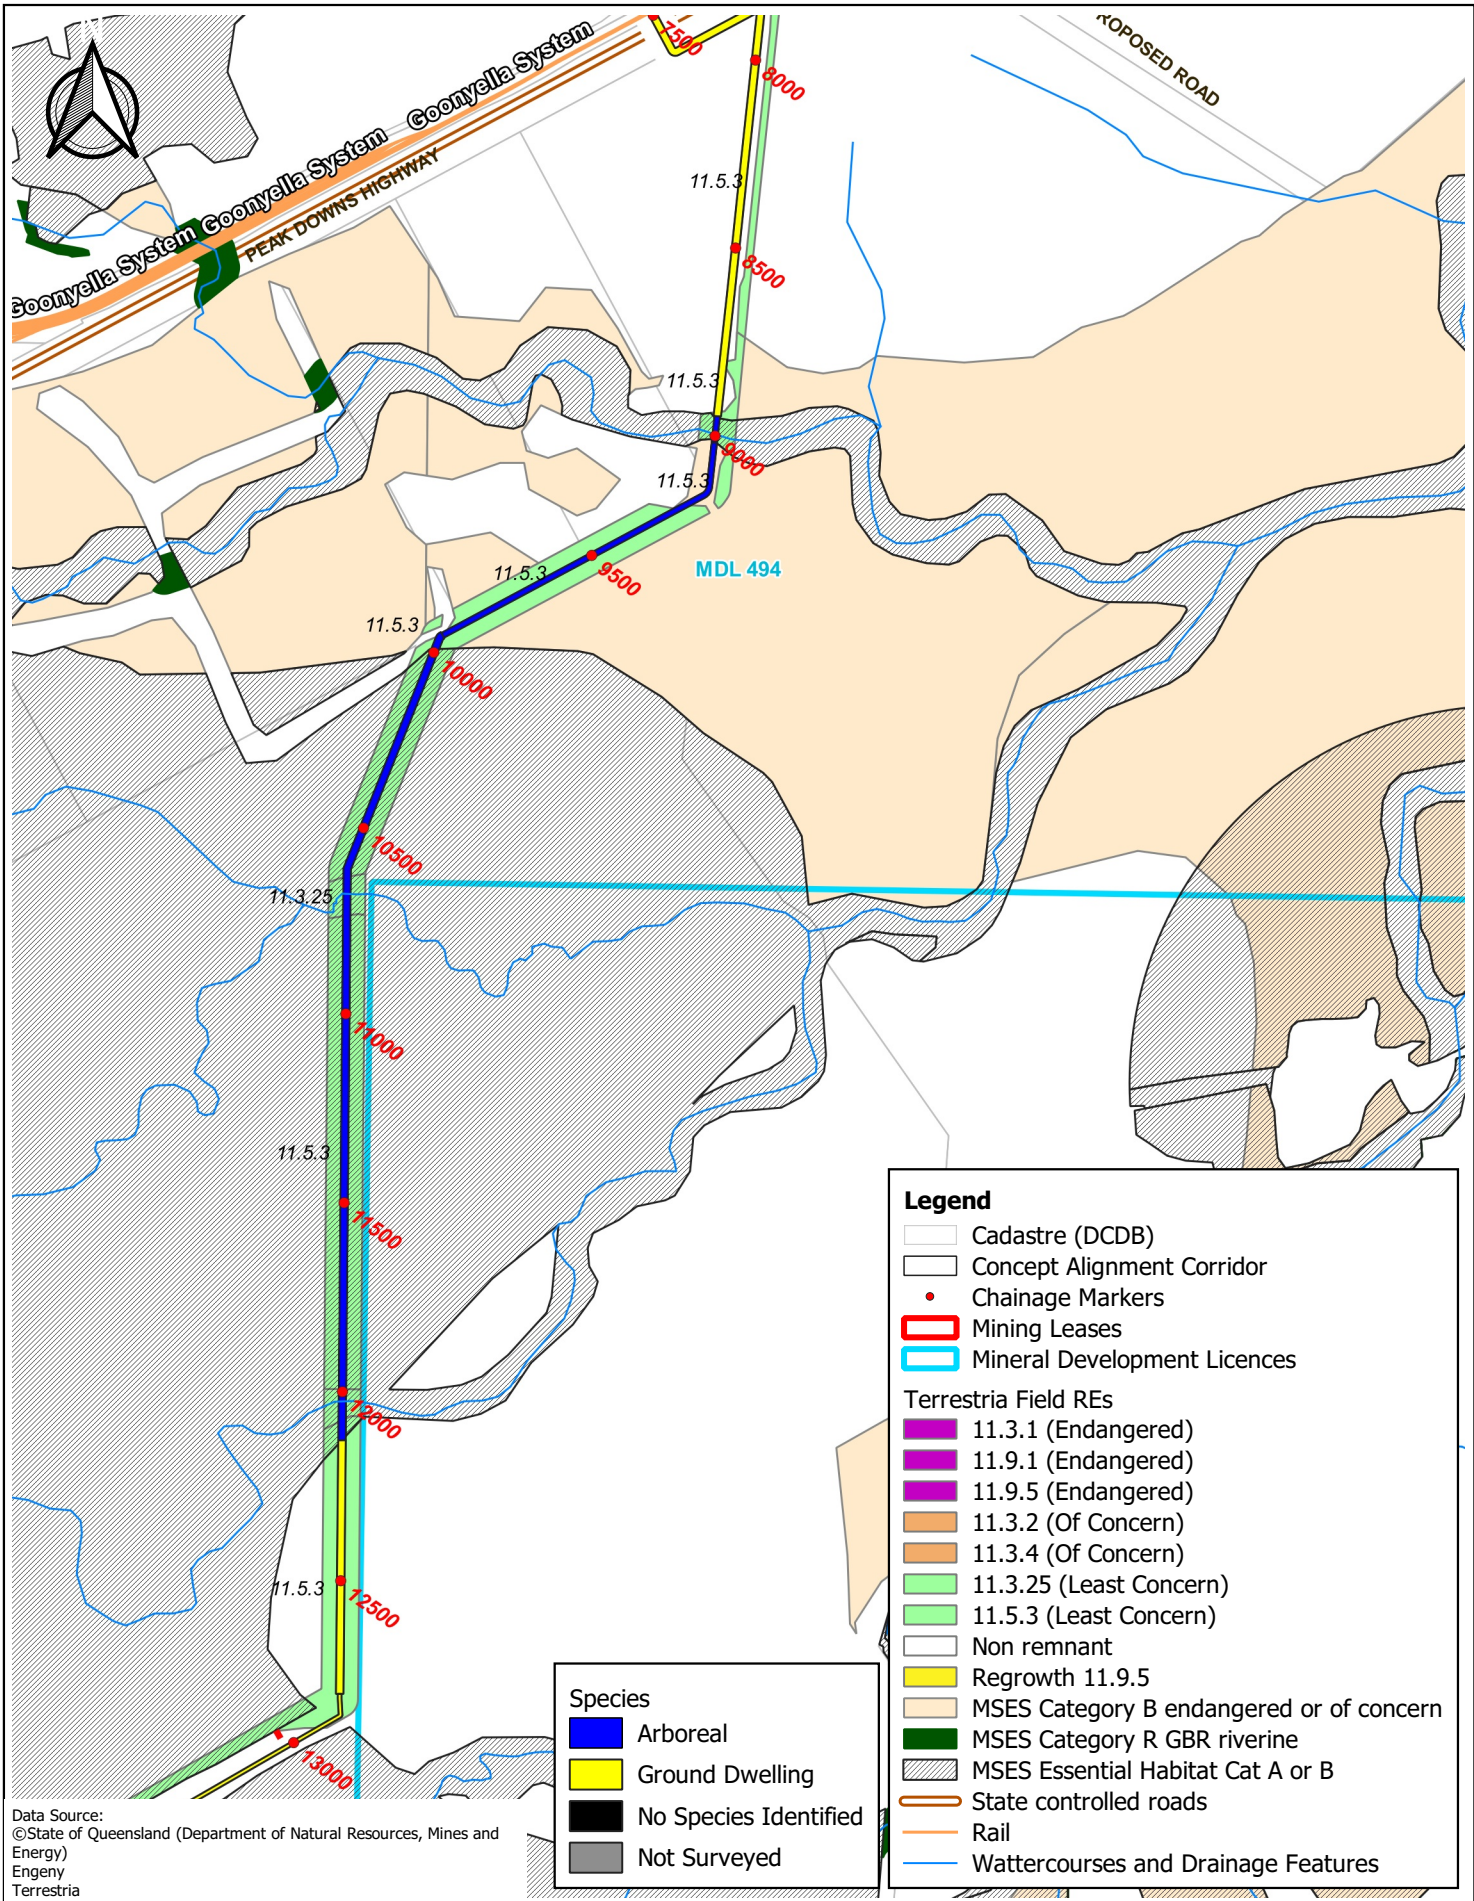 N
7500
8000
ROPOSED ROAD
Goonyella System
Goonyella System
Goonyella System
Goonyella System
PEAK DOWNS HIGHWAY
11.5.3
8500
11.5.3
9000
11.5.3
9500
11.5.3
MDL 494
11.5.3
10000
10500
11.3.25
11000
11.5.3
11500
12000
11.5.3
12500
13000
Legend
Cadastre (DCDB)
Concept Alignment Corridor
Chainage Markers
Mining Leases
Mineral Development Licences
Terrestria Field REs
11.3.1 (Endangered)
11.9.1 (Endangered)
11.9.5 (Endangered)
11.3.2 (Of Concern)
11.3.4 (Of Concern)
11.3.25 (Least Concern)
11.5.3 (Least Concern)
Non remnant
Regrowth 11.9.5
MSES Category B endangered or of concern
MSES Category R GBR riverine
MSES Essential Habitat Cat A or B
State controlled roads
Rail
Wattercourses and Drainage Features
Species
Arboreal
Ground Dwelling
No Species Identified
Not Surveyed
Data Source:
©State of Queensland (Department of Natural Resources, Mines and
Energy)
Engeny
Terrestria